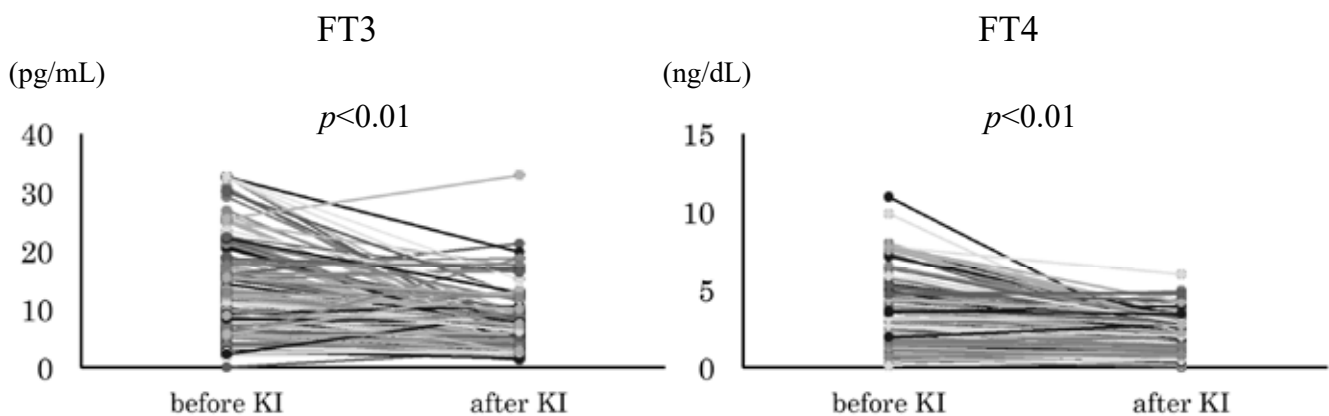 FT3
(pg/mL)
p<0.01
40
30
20
10
0
before KI
after KI
FT4
(ng/dL)
p<0.01
15
10
5
0
before KI
after KI